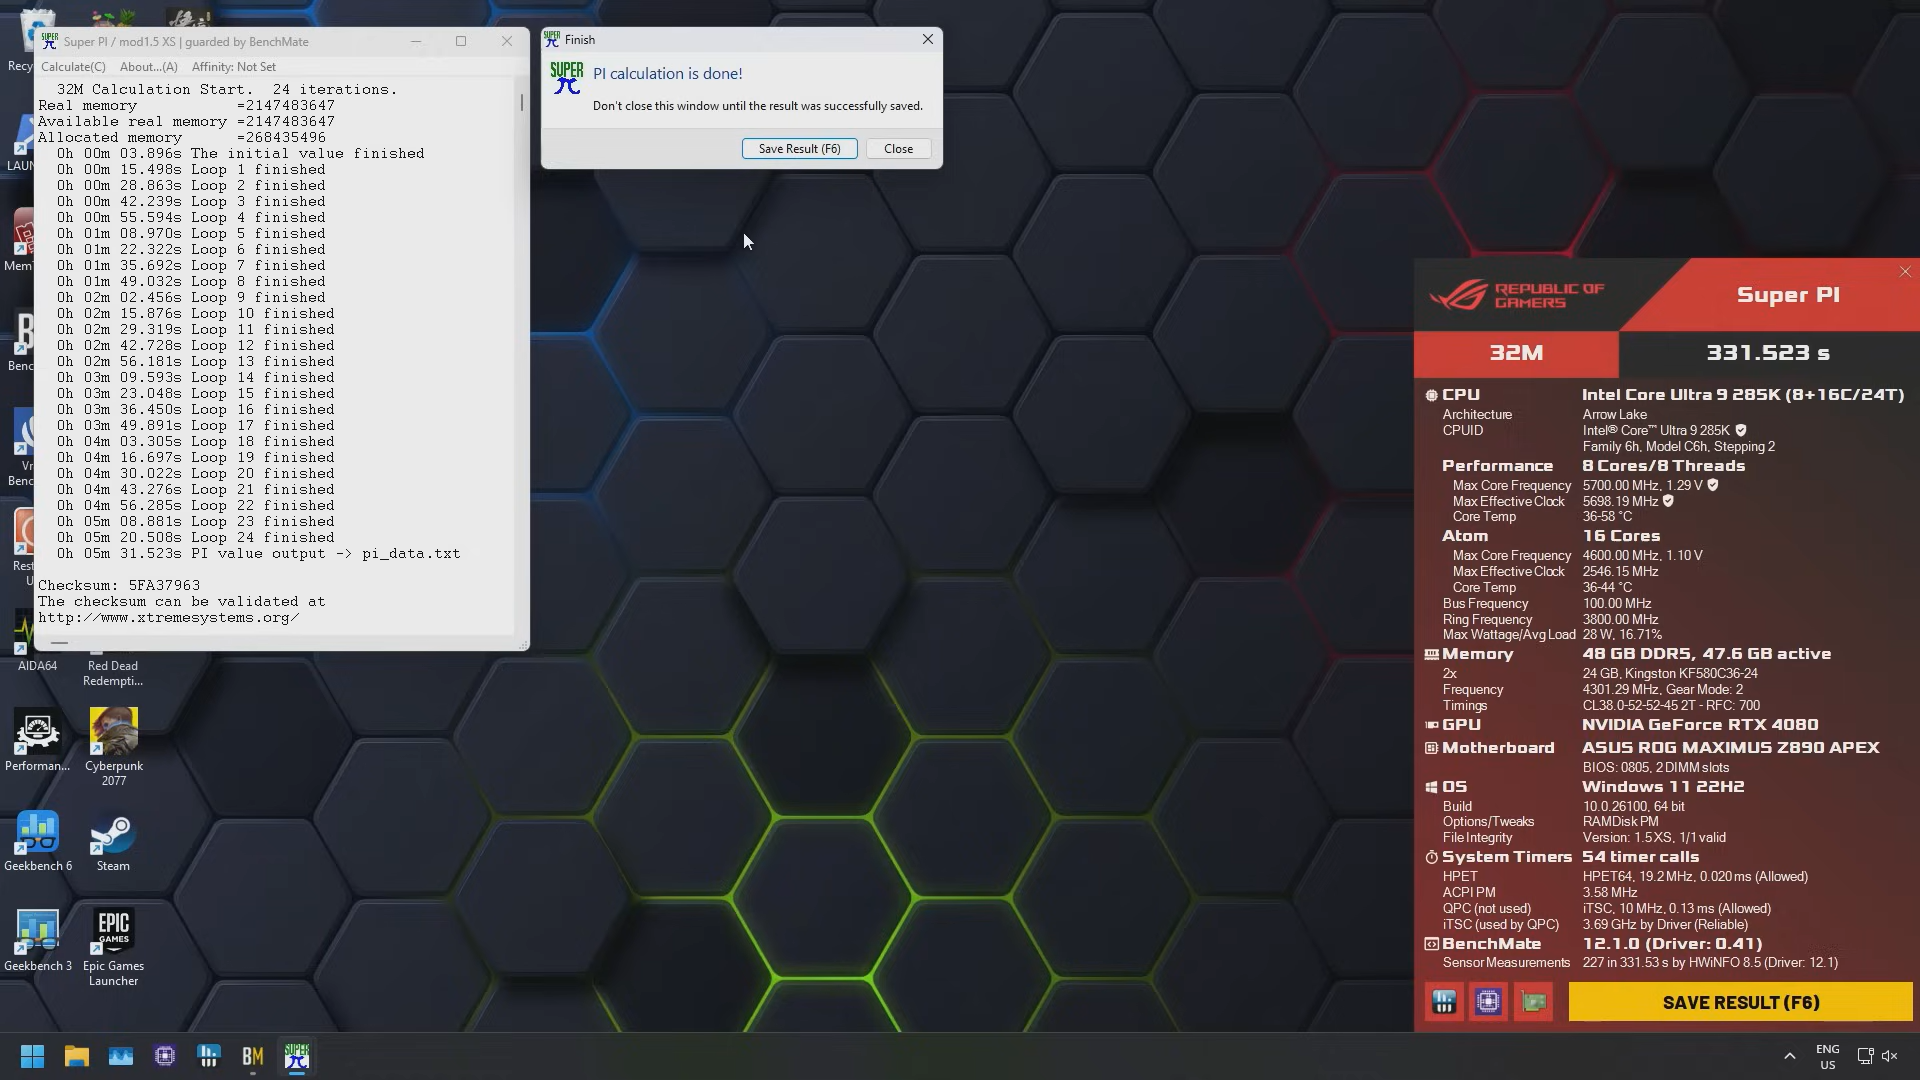 Super PI / mod1.5 XS | guarded by BenchMate
Calculate(C) About...(A) Affinity: Not Set
32M Calculation Start. 24 iterations.
Real memory =2147483647
Available real memory =2147483647
Allocated memory =268435496
0h 00m 03.896s The initial value finished
0h 00m 15.498s Loop 1 finished
0h 00m 28.863s Loop 2 finished
0h 00m 42.239s Loop 3 finished
0h 00m 55.594s Loop 4 finished
0h 01m 08.970s Loop 5 finished
0h 01m 22.322s Loop 6 finished
0h 01m 35.692s Loop 7 finished
0h 01m 49.032s Loop 8 finished
0h 02m 02.456s Loop 9 finished
0h 02m 15.876s Loop 10 finished
0h 02m 29.319s Loop 11 finished
0h 02m 42.728s Loop 12 finished
0h 02m 56.181s Loop 13 finished
0h 03m 09.593s Loop 14 finished
0h 03m 23.048s Loop 15 finished
0h 03m 36.450s Loop 16 finished
0h 03m 49.891s Loop 17 finished
0h 04m 03.305s Loop 18 finished
0h 04m 16.697s Loop 19 finished
0h 04m 30.022s Loop 20 finished
0h 04m 43.276s Loop 21 finished
0h 04m 56.285s Loop 22 finished
0h 05m 08.881s Loop 23 finished
0h 05m 20.508s Loop 24 finished
0h 05m 31.523s PI value output -> pi_data.txt
Checksum: 5FA37963
The checksum can be validated at
http://www.xtremesystems.org/
Finish
SUPER π
PI calculation is done!
Don't close this window until the result was successfully saved.
Save Result (F6) Close
REPUBLIC OF
GAMERS
Super PI
32M 331.523 s
CPU Intel Core Ultra 9 285K (8+16C/24T)
Architecture Arrow Lake
CPUID Intel® Core™ Ultra 9 285K
Family 6h, Model C6h, Stepping 2
Performance 8 Cores/8 Threads
Max Core Frequency 5700.00 MHz, 1.29 V
Max Effective Clock 5698.19 MHz
Core Temp 36-58 °C
Atom 16 Cores
Max Core Frequency 4600.00 MHz, 1.10 V
Max Effective Clock 2546.15 MHz
Core Temp 36-44 °C
Bus Frequency 100.00 MHz
Ring Frequency 3800.00 MHz
Max Wattage/Avg Load 28 W, 16.71%
Memory 48 GB DDR5, 47.6 GB active
2x 24 GB, Kingston KF580C36-24
Frequency 4301.29 MHz, Gear Mode: 2
Timings CL38.0-52-52-45 2T - RFC: 700
GPU NVIDIA GeForce RTX 4080
Motherboard ASUS ROG MAXIMUS Z890 APEX
BIOS: 0805, 2 DIMM slots
OS Windows 11 22H2
Build 10.0.26100, 64 bit
Options/Tweaks RAMDisk PM
File Integrity Version: 1.5 XS, 1/1 valid
System Timers 54 timer calls
HPET HPET64, 19.2 MHz, 0.020 ms (Allowed)
ACPI PM 3.58 MHz
QPC (not used) iTSC, 10 MHz, 0.13 ms (Allowed)
iTSC (used by QPC) 3.69 GHz by Driver (Reliable)
BenchMate 12.1.0 (Driver: 0.41)
Sensor Measurements 227 in 331.53 s by HWiNFO 8.5 (Driver: 12.1)
SAVE RESULT (F6)
Recy
LAUN
MemT
Benc
Vr
Benc
Rest
U
AIDA64
Red Dead
Redempti...
Performan...
Cyberpunk
2077
Geekbench 6
Steam
EPIC
GAMES
Geekbench 3
Epic Games
Launcher
BM
SUPER π
ENG
US